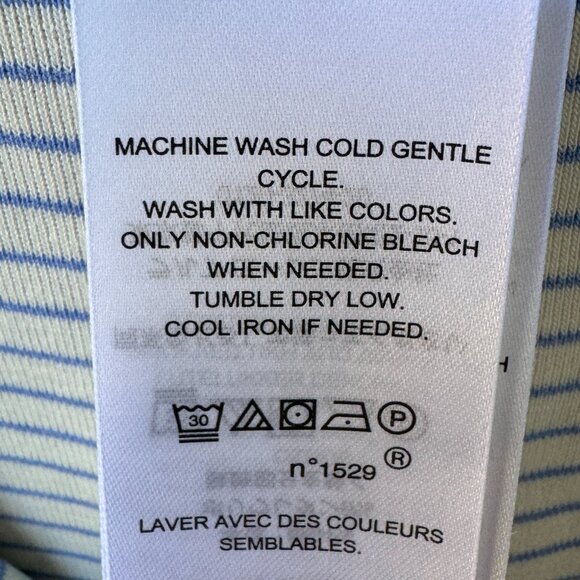 MACHINE WASH COLD GENTLE
CYCLE.
WASH WITH LIKE COLORS.
ONLY NON-CHLORINE BLEACH
WHEN NEEDED.
TUMBLE DRY LOW.
COOL IRON IF NEEDED.
H
30 P
n°1529 ®
LAVER AVEC DES COULEURS
SEMBLABLES.